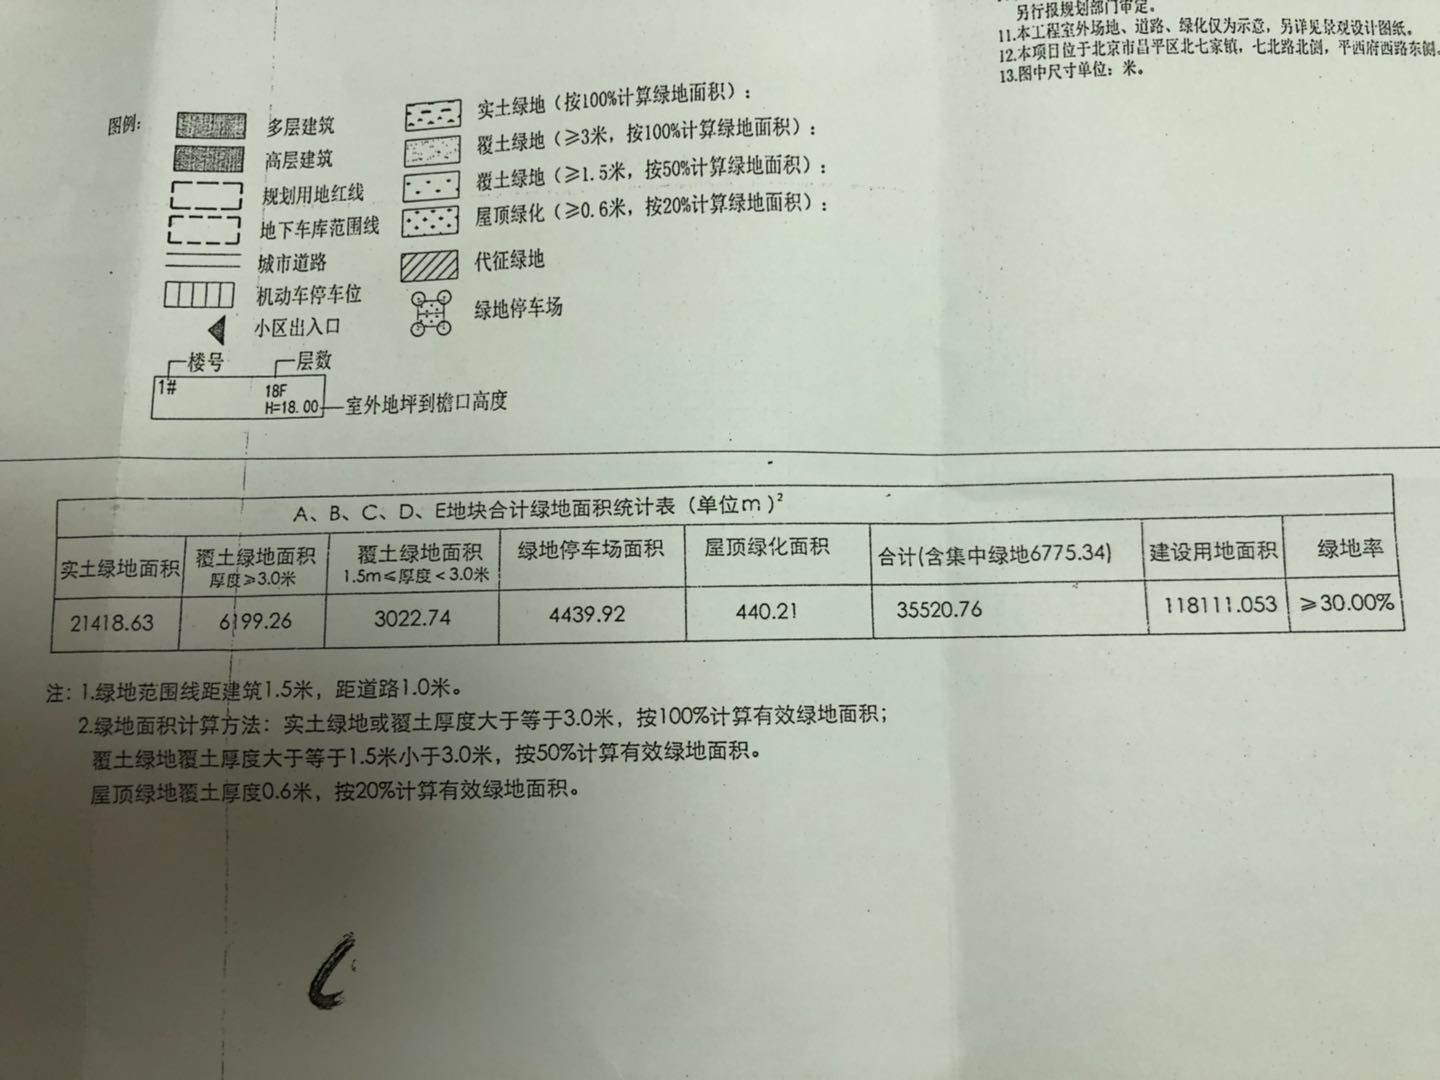 另行报规划部门审定。
11.本工程室外场地、道路、绿化仅为示意，另详见景观设计图纸。
12.本项目位于北京市昌平区北七家镇，七北路北侧，平西府西路东侧。
13.图中尺寸单位：米。
图例：
多层建筑
高层建筑
规划用地红线
地下车库范围线
城市道路
机动车停车位
小区出入口
楼号 层数
1# 18F
H=18.00 室外地坪到檐口高度
实土绿地（按100%计算绿地面积）：
覆土绿地（≥3米，按100%计算绿地面积）：
覆土绿地（≥1.5米，按50%计算绿地面积）：
屋顶绿化（≥0.6米，按20%计算绿地面积）：
代征绿地
绿地停车场
A、B、C、D、E地块合计绿地面积统计表（单位m）²
实土绿地面积 覆土绿地面积 厚度≥3.0米 覆土绿地面积 1.5m≤厚度<3.0米 绿地停车场面积 屋顶绿化面积 合计(含集中绿地6775.34) 建设用地面积 绿地率
21418.63 6199.26 3022.74 4439.92 440.21 35520.76 118111.053 ≥30.00%
注：1.绿地范围线距建筑1.5米，距道路1.0米。
2.绿地面积计算方法：实土绿地或覆土厚度大于等于3.0米，按100%计算有效绿地面积；
覆土绿地覆土厚度大于等于1.5米小于3.0米，按50%计算有效绿地面积。
屋顶绿地覆土厚度0.6米，按20%计算有效绿地面积。